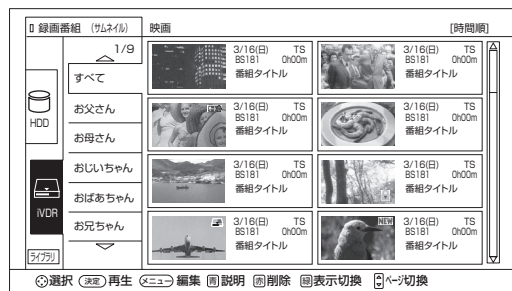 録画番組 (サムネイル) 映画 [時間順]
1/9
すべて
お父さん
お母さん
おじいちゃん
おばあちゃん
お兄ちゃん
HDD
iVDR
ライブラリ
3/16(日) TS
BS181 0h00m
番組タイトル
3/16(日) TS
BS181 0h00m
番組タイトル
3/16(日) TS
BS181 0h00m
番組タイトル
3/16(日) TS
BS181 0h00m
番組タイトル
3/16(日) TS
BS181 0h00m
番組タイトル
3/16(日) TS
BS181 0h00m
番組タイトル
3/16(日) TS
BS181 0h00m
番組タイトル
NEW
3/16(日) TS
BS181 0h00m
番組タイトル
選択 決定 再生 メニュー 編集 青 説明 赤 削除 緑 表示切換 ページ切換